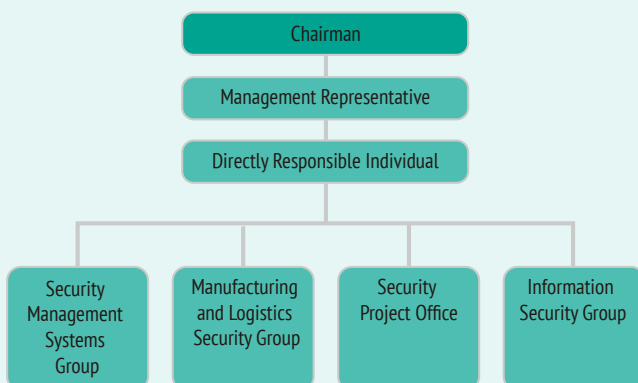 Chairman
Management Representative
Directly Responsible Individual
Security
Management
Systems
Group
Manufacturing
and Logistics
Security Group
Security
Project Office
Information
Security Group